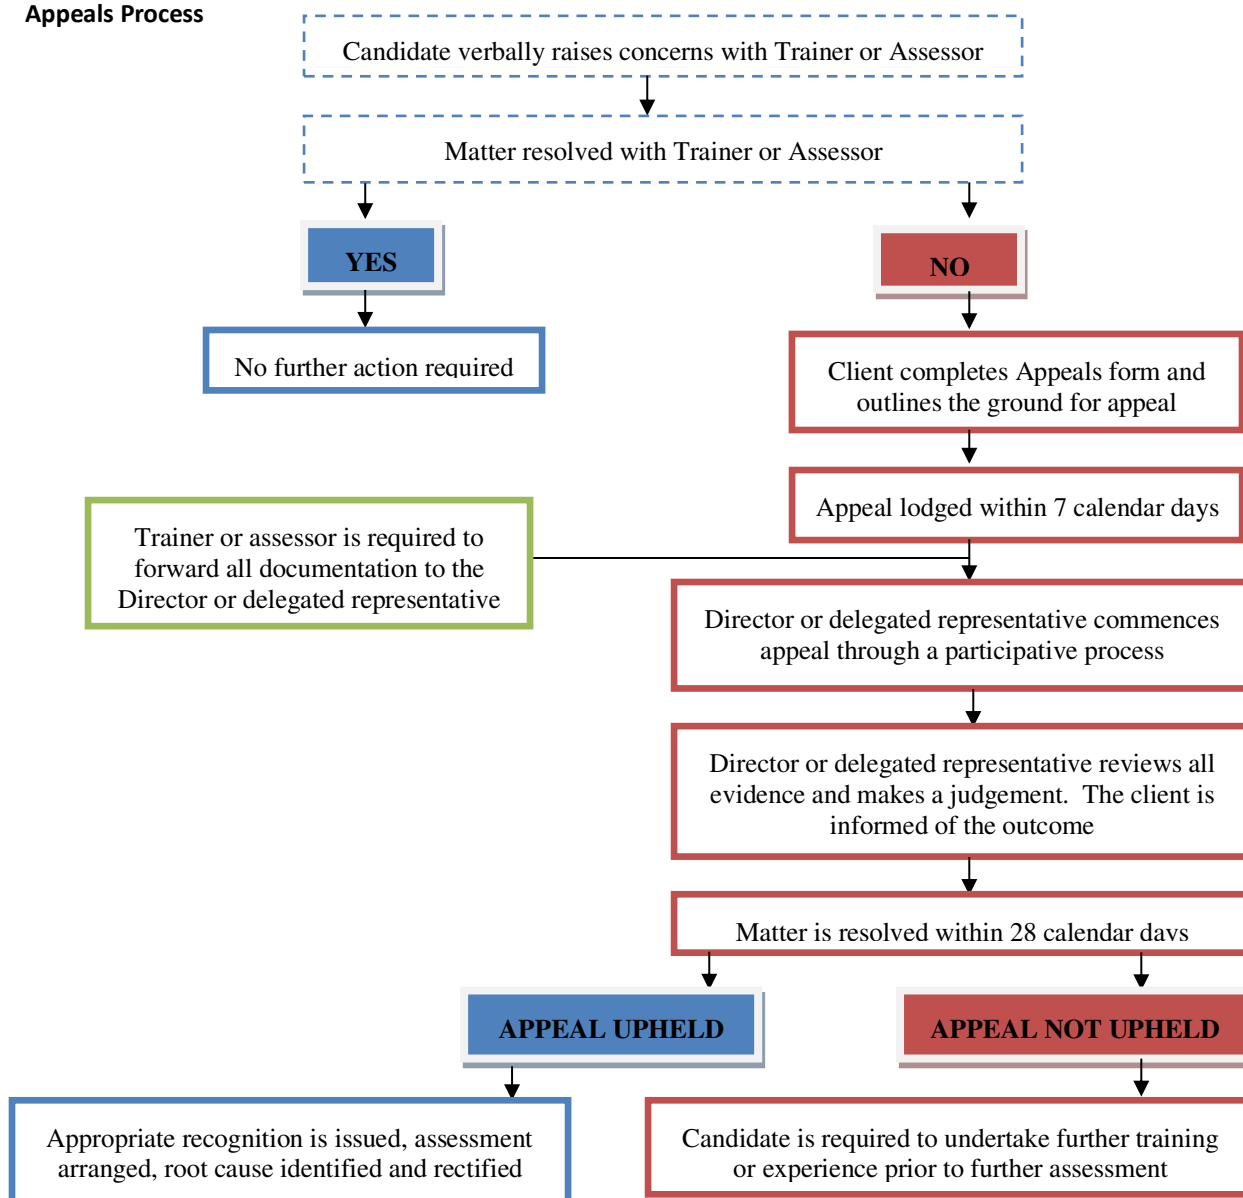 Appeals Process
Candidate verbally raises concerns with Trainer or Assessor
Matter resolved with Trainer or Assessor
YES
NO
No further action required
Client completes Appeals form and
outlines the ground for appeal
Appeal lodged within 7 calendar days
Trainer or assessor is required to
forward all documentation to the
Director or delegated representative
Director or delegated representative commences
appeal through a participative process
Director or delegated representative reviews all
evidence and makes a judgement.  The client is
informed of the outcome
Matter is resolved within 28 calendar days
APPEAL UPHELD
APPEAL NOT UPHELD
Appropriate recognition is issued, assessment
arranged, root cause identified and rectified
Candidate is required to undertake further training
or experience prior to further assessment